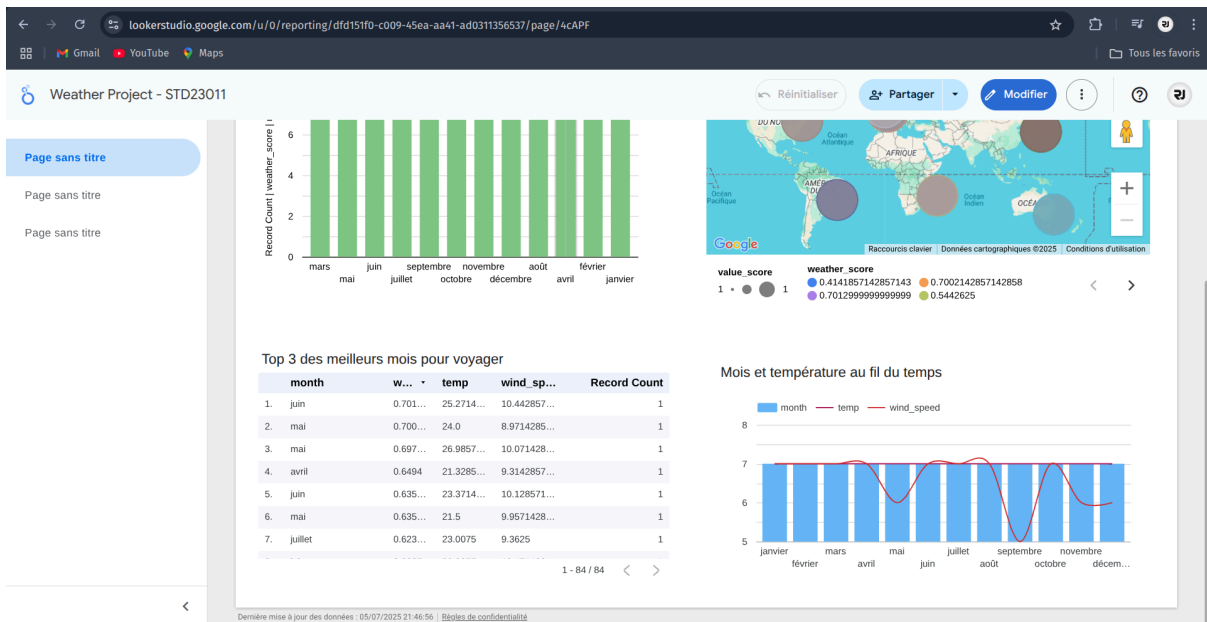 lookerstudio.google.com/u/0/reporting/dfd151f0-c009-45ea-aa41-ad0311356537/page/4cAPF
Gmail YouTube Maps Tous les favoris
Weather Project - STD23011 Réinitialiser Partager Modifier
Page sans titre
Page sans titre
Page sans titre
Record Count | weather_score |
6
4
2
0
mars juin septembre novembre août février
mai juillet octobre décembre avril janvier
Océan
Atlantique
AFRIQUE
Océan
Pacifique
Océan
Indien
Google
Raccourcis clavier Données cartographiques ©2025 Conditions d'utilisation
value_score
1 1
weather_score
0.4141857142857143 0.7002142857142858
0.7012999999999999 0.5442625
Top 3 des meilleurs mois pour voyager
month w... temp wind_sp... Record Count
1. juin 0.701... 25.2714... 10.442857... 1
2. mai 0.700... 24.0 8.9714285... 1
3. mai 0.697... 26.9857... 10.071428... 1
4. avril 0.6494 21.3285... 9.3142857... 1
5. juin 0.635... 23.3714... 10.128571... 1
6. mai 0.635... 21.5 9.9571428... 1
7. juillet 0.623... 23.0075 9.3625 1
1 - 84 / 84
Mois et température au fil du temps
month temp wind_speed
8
7
6
5
janvier mars mai juillet septembre novembre
février avril juin août octobre décem...
Dernière mise à jour des données : 05/07/2025 21:46:56 Règles de confidentialité